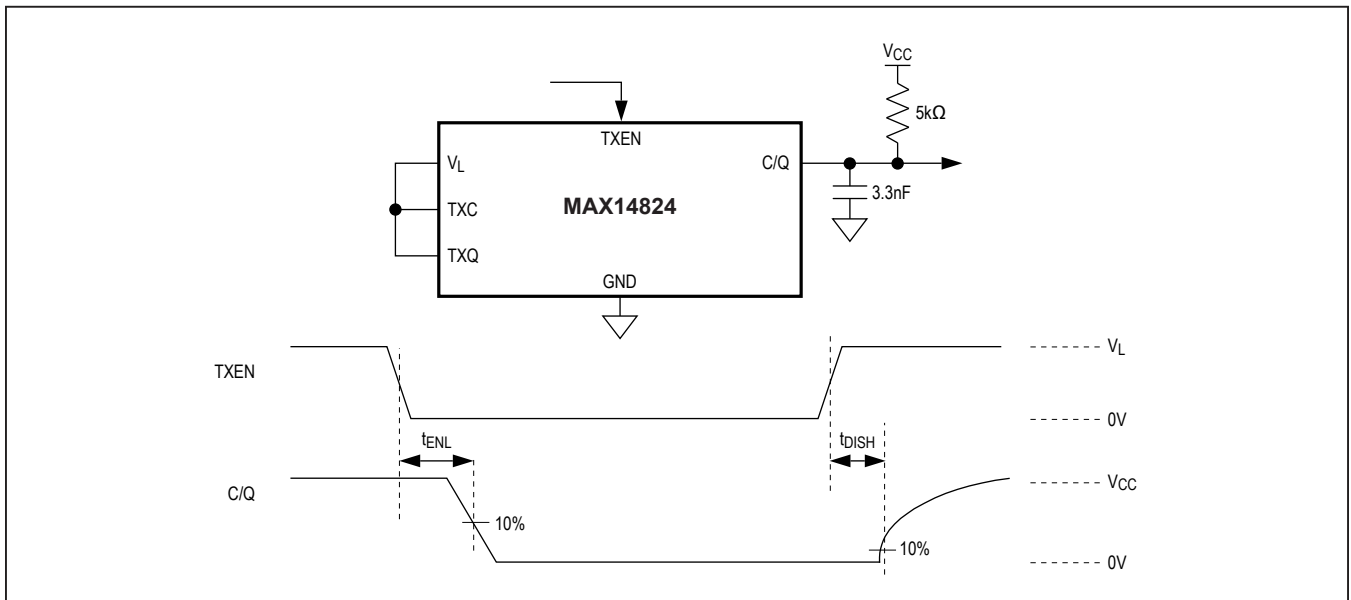 VCC
5kΩ
TXEN
VL
C/Q
TXC
MAX14824
3.3nF
TXQ
GND
VL
TXEN
0V
tENL
tDISH
VCC
C/Q
10%
10%
0V